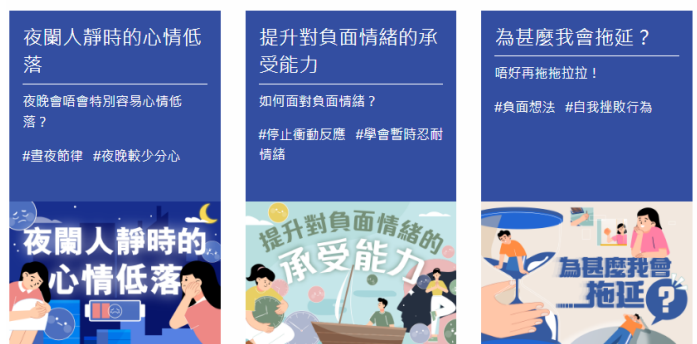 夜闌人靜時的心情低
落
夜晚會唔會特別容易心情低
落？
#晝夜節律 #夜晚較少分心
夜闌人靜時的
心情低落
提升對負面情緒的承
受能力
如何面對負面情緒？
#停止衝動反應 #學會暫時忍耐
情緒
提升對負面情緒的
承受能力
為甚麼我會拖延？
唔好再拖拖拉拉！
#負面想法 #自我挫敗行為
為甚麼我會
拖延？